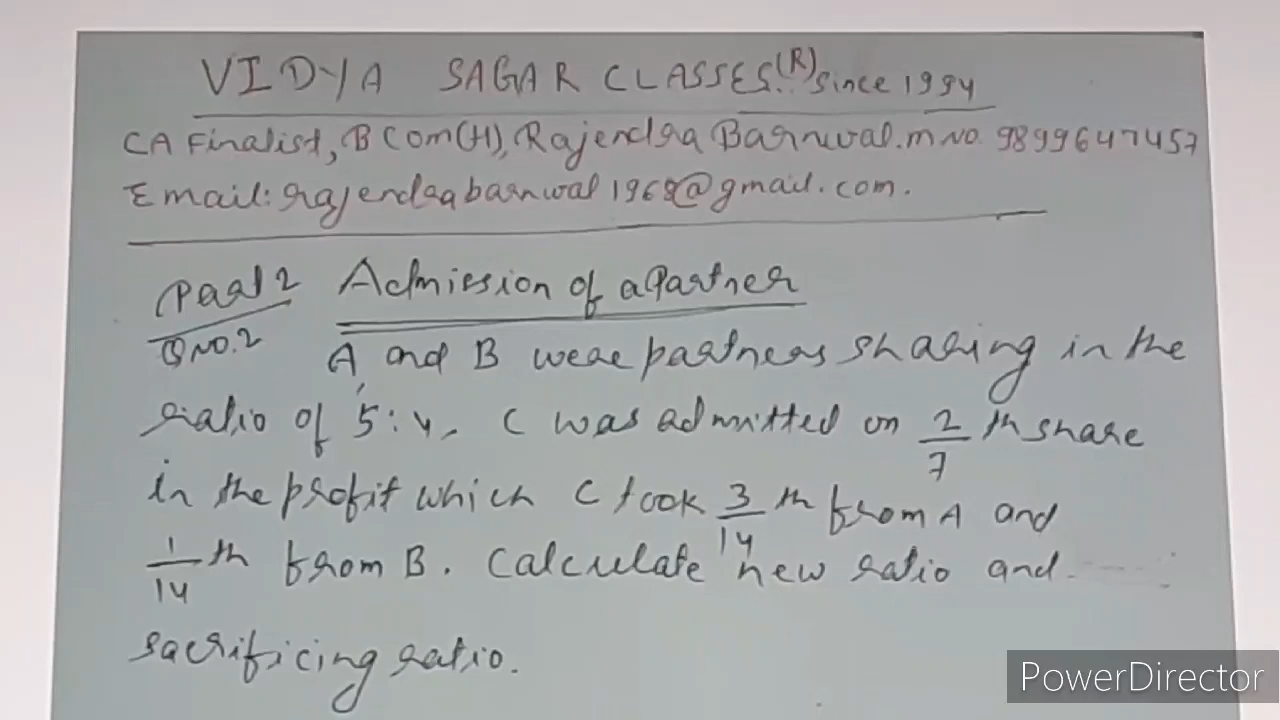 VIDYA SAGAR CLASSES(R) since 1994
CA Finalist, B Com(H), Rajendra Barnwal. m no. 9899647457
Email: rajendrabarnwal1968@gmail.com.
Part 2 Admission of a Partner
Q NO. 2
A and B were partners sharing in the
ratio of 5:4. C was admitted on 2/7 th share
in the profit which C took 3/14 th from A and
1/14 th from B. Calculate new ratio and
sacrificing ratio.
PowerDirector